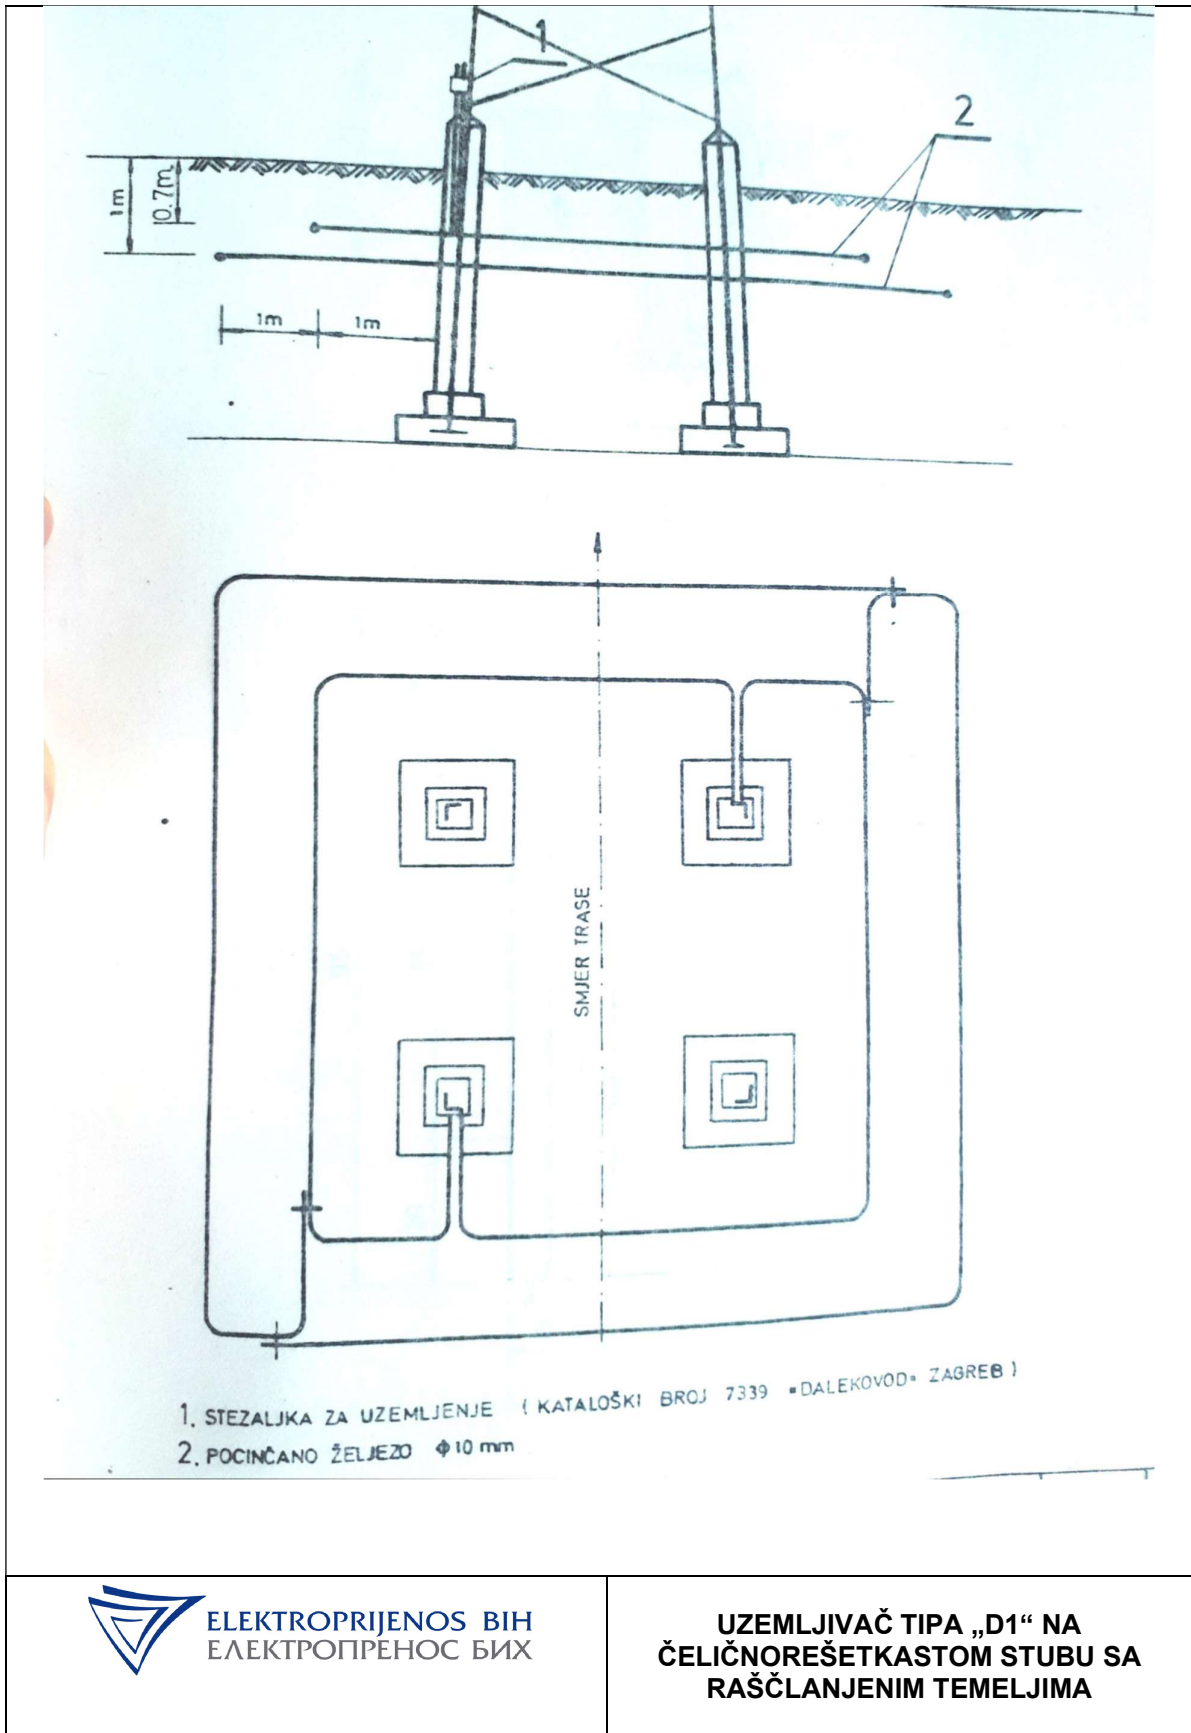 1
2
1m
0.7m
1m
1m
SMJER TRASE
1. STEZALJKA ZA UZEMLJENJE ( KATALOŠKI BROJ 7339 "DALEKOVOD" ZAGREB )
2. POCINČANO ŽELJEZO ϕ 10 mm
ELEKTROPRIJENOS BIH
ЕЛЕКТРОПРЕНОС БИХ
UZEMLJIVAČ TIPA „D1“ NA
ČELIČNOREŠETKASTOM STUBU SA
RAŠČLANJENIM TEMELJIMA